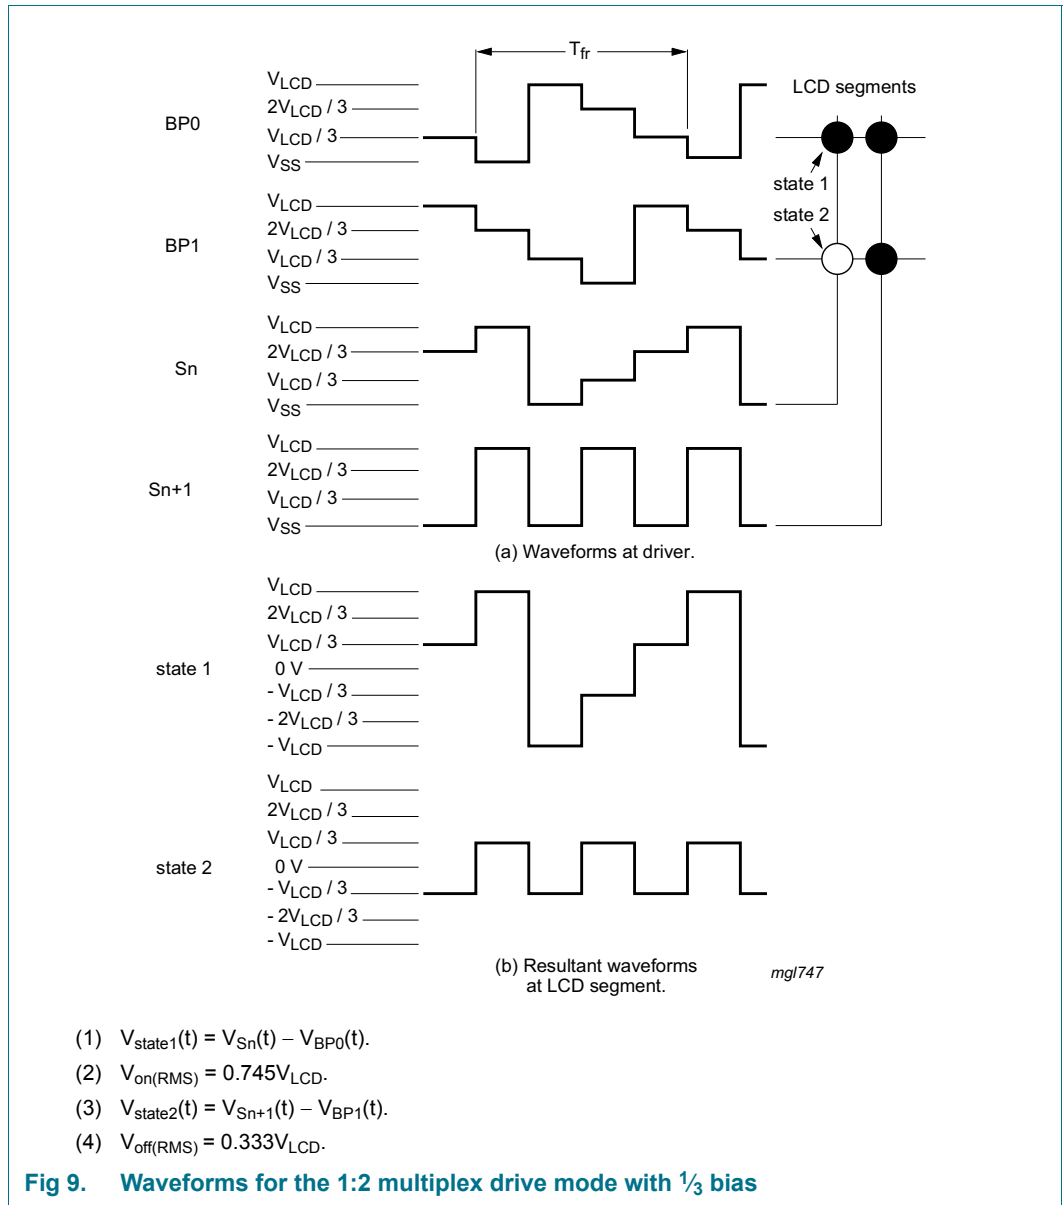 Tfr
BP0
VLCD
2VLCD / 3
VLCD / 3
VSS
LCD segments
state 1
state 2
BP1
VLCD
2VLCD / 3
VLCD / 3
VSS
Sn
VLCD
2VLCD / 3
VLCD / 3
VSS
Sn+1
VLCD
2VLCD / 3
VLCD / 3
VSS
(a) Waveforms at driver.
state 1
VLCD
2VLCD / 3
VLCD / 3
0 V
- VLCD / 3
- 2VLCD / 3
- VLCD
state 2
VLCD
2VLCD / 3
VLCD / 3
0 V
- VLCD / 3
- 2VLCD / 3
- VLCD
(b) Resultant waveforms
at LCD segment.
mgl747
(1) Vstate1(t) = VSn(t) − VBP0(t).
(2) Von(RMS) = 0.745VLCD.
(3) Vstate2(t) = VSn+1(t) − VBP1(t).
(4) Voff(RMS) = 0.333VLCD.
Fig 9. Waveforms for the 1:2 multiplex drive mode with 1⁄3 bias